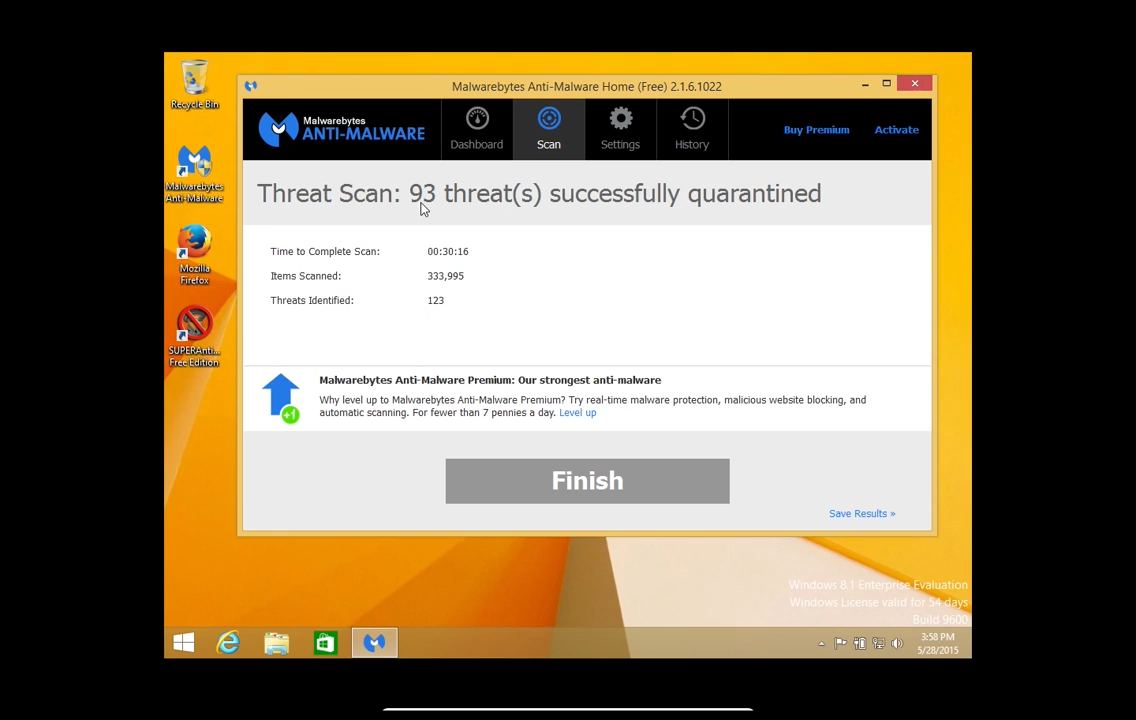 Recycle Bin
Malwarebytes
Anti-Malware
Mozilla
Firefox
SUPERAnti...
Free Edition
Malwarebytes Anti-Malware Home (Free) 2.1.6.1022
Malwarebytes
ANTI-MALWARE
Dashboard
Scan
Settings
History
Buy Premium
Activate
Threat Scan: 93 threat(s) successfully quarantined
Time to Complete Scan: 00:30:16
Items Scanned: 333,995
Threats Identified: 123
Malwarebytes Anti-Malware Premium: Our strongest anti-malware
Why level up to Malwarebytes Anti-Malware Premium? Try real-time malware protection, malicious website blocking, and
automatic scanning. For fewer than 7 pennies a day. Level up
+1
Finish
Save Results »
Windows 8.1 Enterprise Evaluation
Windows License valid for 54 days
Build 9600
3:58 PM
5/28/2015